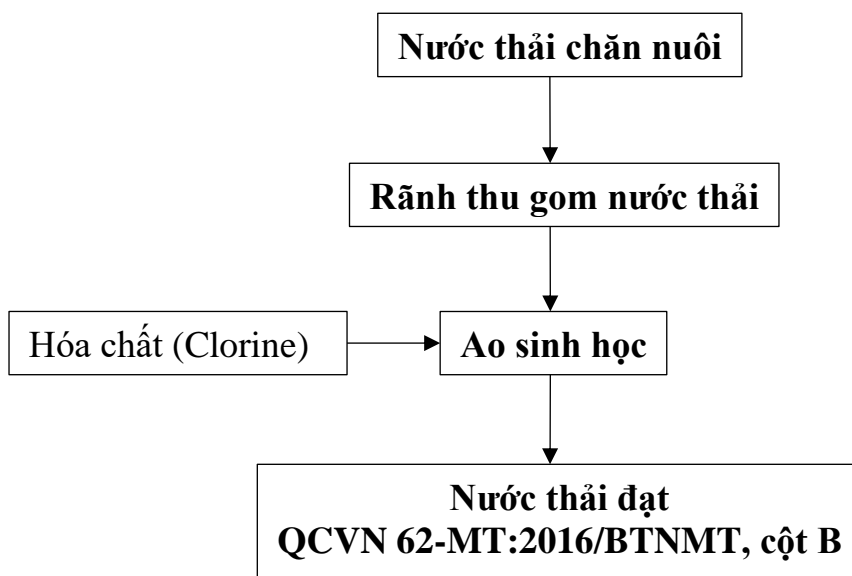 Nước thải chăn nuôi
Rãnh thu gom nước thải
Hóa chất (Clorine)
Ao sinh học
Nước thải đạt
QCVN 62-MT:2016/BTNMT, cột B